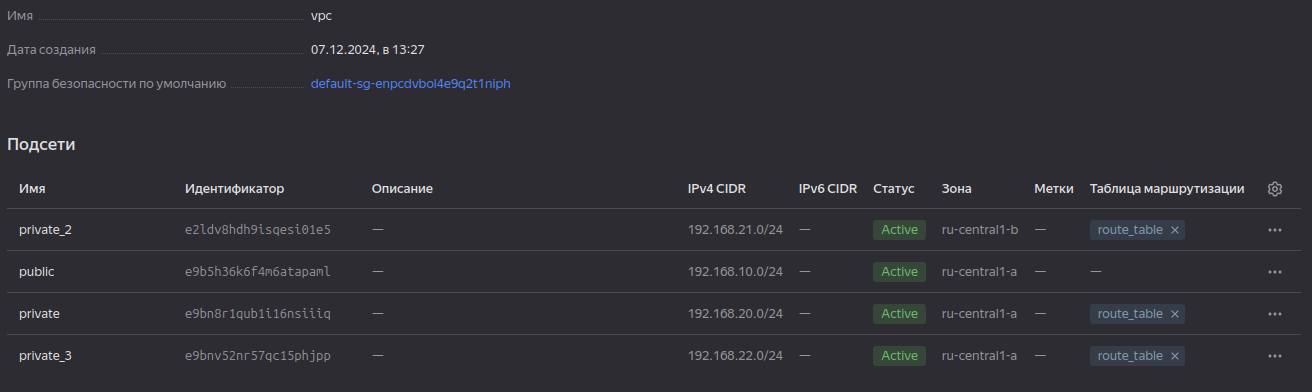 Имя vpc
Дата создания 07.12.2024, в 13:27
Группа безопасности по умолчанию default-sg-enpcdvbol4e9q2t1niph
Подсети
Имя Идентификатор Описание IPv4 CIDR IPv6 CIDR Статус Зона Метки Таблица маршрутизации
private_2 e2ldv8hdh9isqesi01e5 — 192.168.21.0/24 — Active ru-central1-b — route_table ×
public e9b5h36k6f4m6atapaml — 192.168.10.0/24 — Active ru-central1-a — —
private e9bn8r1qub1i16nsiiiq — 192.168.20.0/24 — Active ru-central1-a — route_table ×
private_3 e9bnv52nr57qc15phjpp — 192.168.22.0/24 — Active ru-central1-a — route_table ×